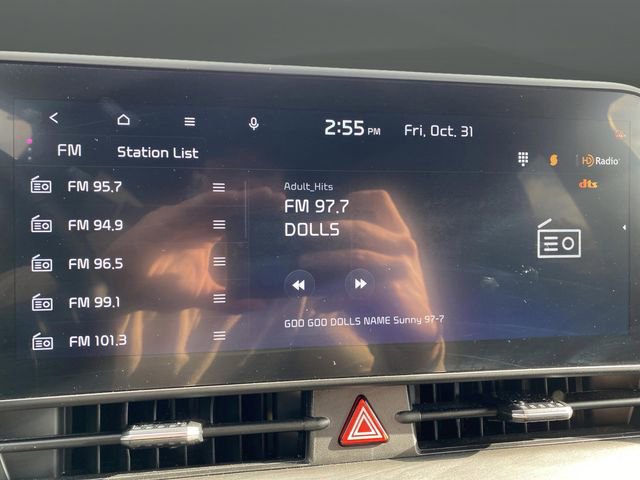 2:55 PM Fri, Oct. 31
FM Station List
HD Radio
dts
FM 95.7
FM 94.9
FM 96.5
FM 99.1
FM 101.3
Adult_Hits
FM 97.7
DOLLS
GOO GOO DOLLS NAME Sunny 97-7